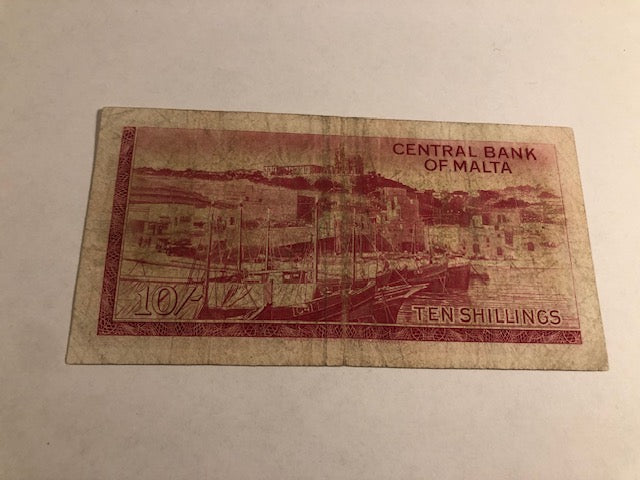 CENTRAL BANK
OF MALTA
10/-
TEN SHILLINGS